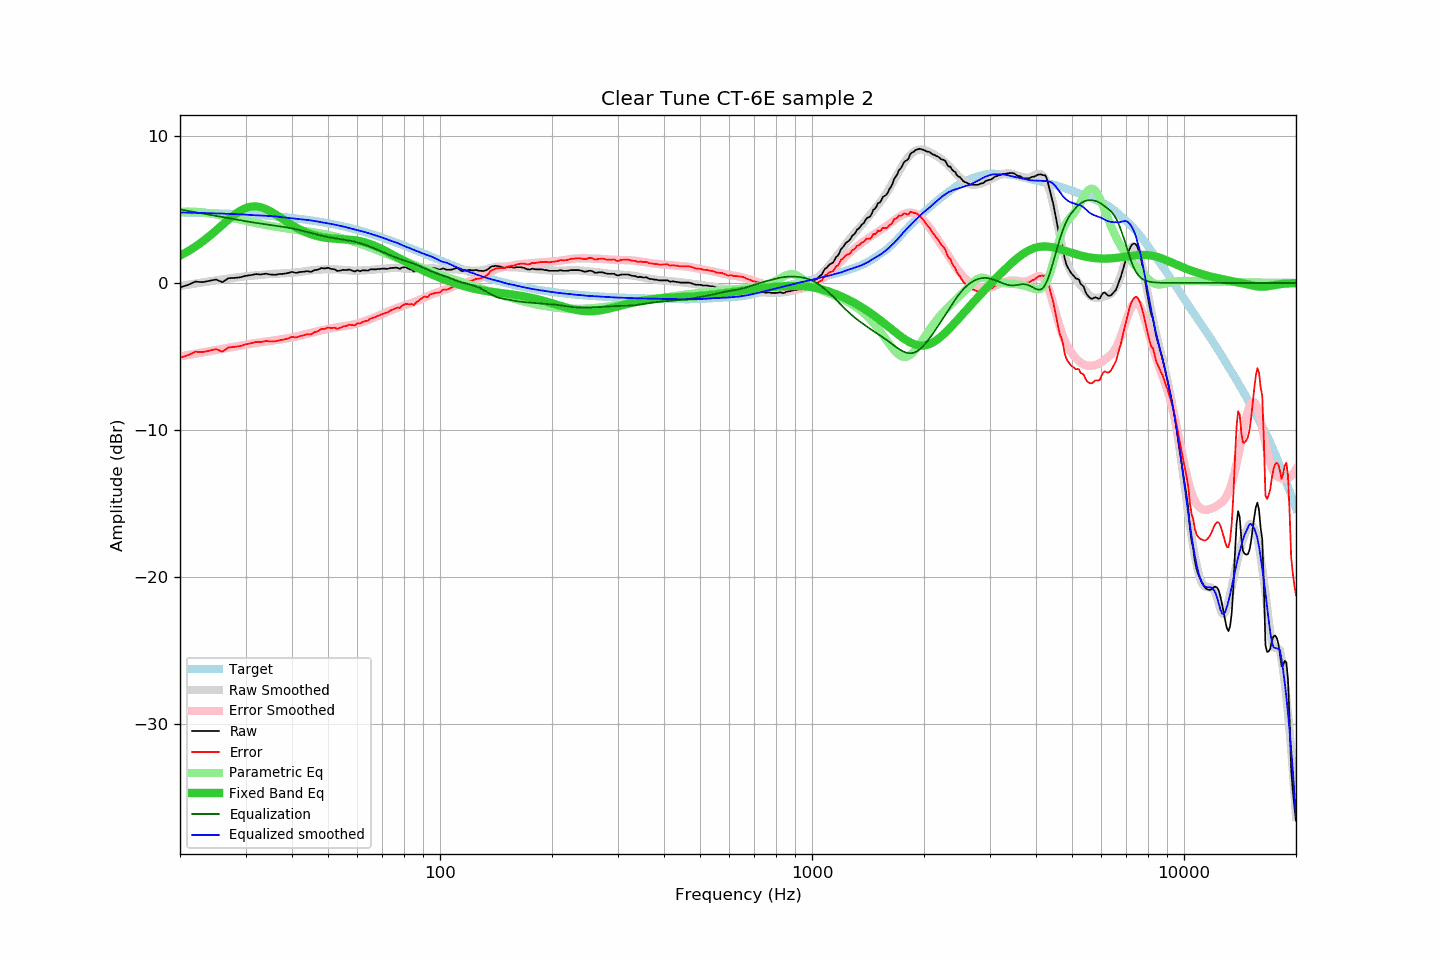 Clear Tune CT-6E sample 2
10
0
−10
−20
−30
Amplitude (dBr)
Target
Raw Smoothed
Error Smoothed
Raw
Error
Parametric Eq
Fixed Band Eq
Equalization
Equalized smoothed
100
1000
10000
Frequency (Hz)